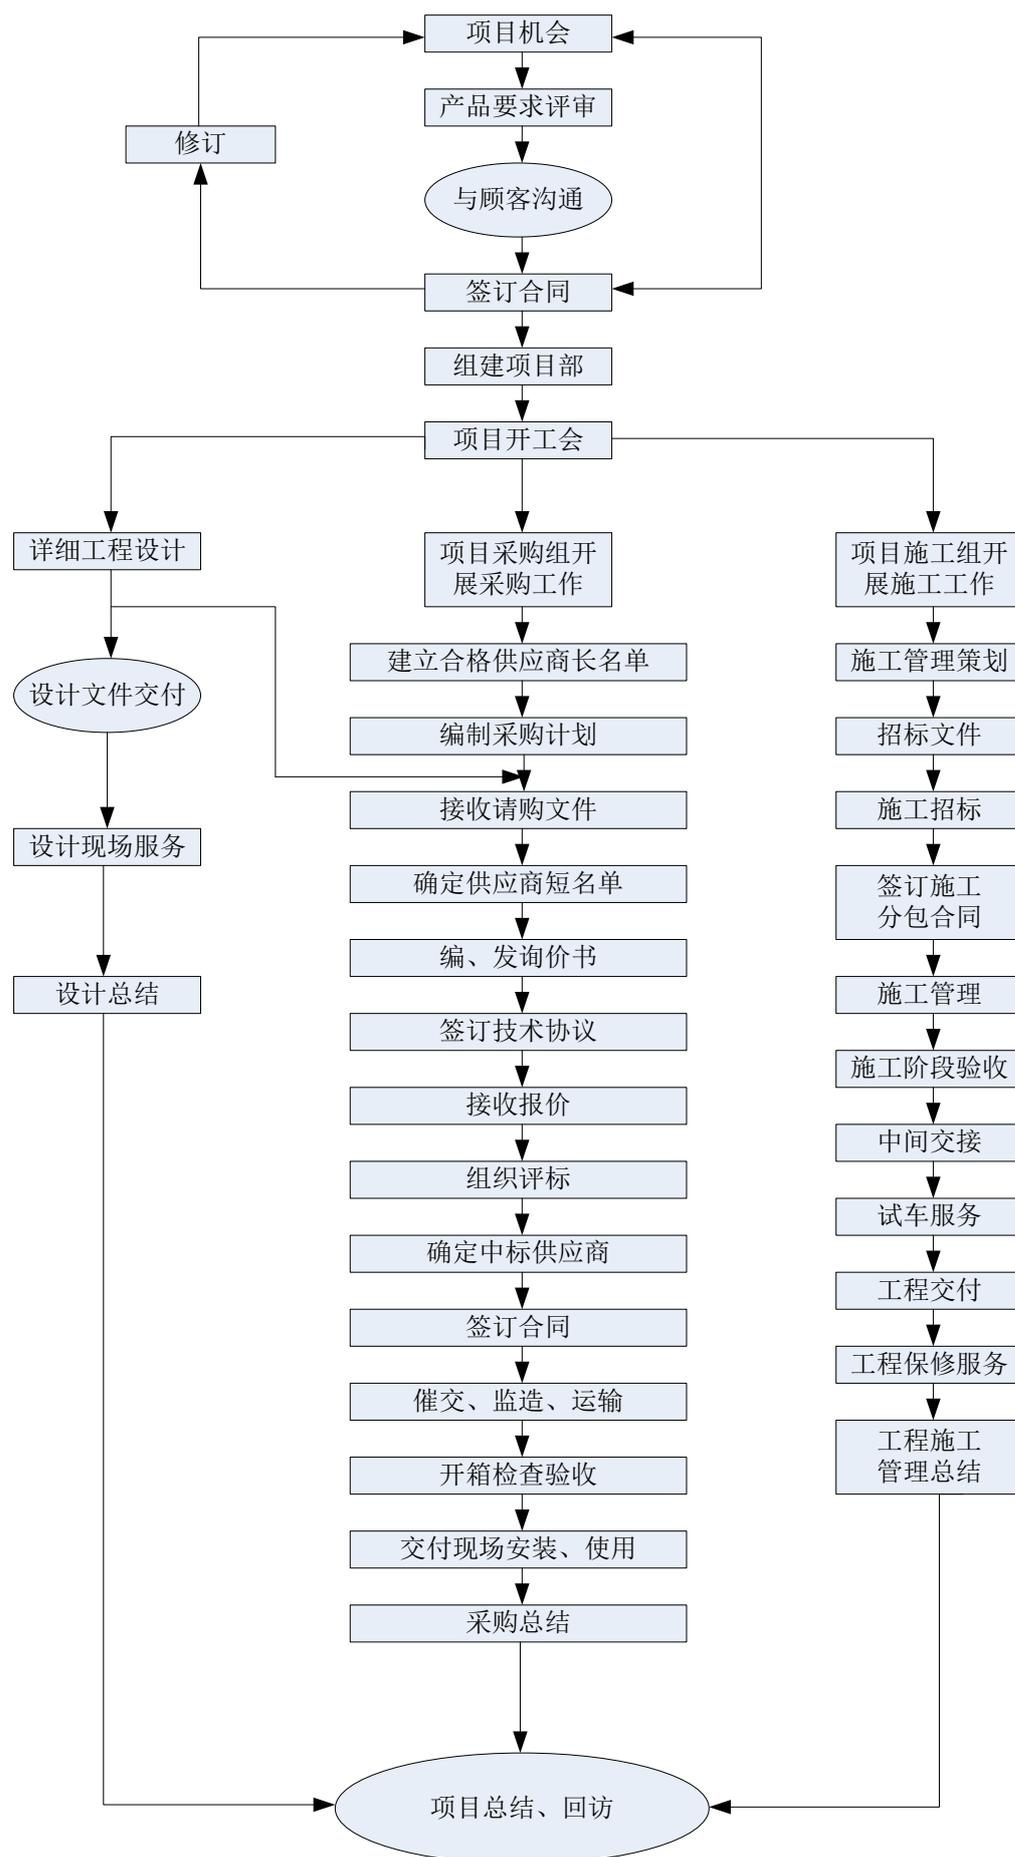 项目机会
产品要求评审
修订
与顾客沟通
签订合同
组建项目部
项目开工会
详细工程设计
设计文件交付
设计现场服务
设计总结
项目采购组开
展采购工作
建立合格供应商长名单
编制采购计划
接收请购文件
确定供应商短名单
编、发询价书
签订技术协议
接收报价
组织评标
确定中标供应商
签订合同
催交、监造、运输
开箱检查验收
交付现场安装、使用
采购总结
项目施工组开
展施工工作
施工管理策划
招标文件
施工招标
签订施工
分包合同
施工管理
施工阶段验收
中间交接
试车服务
工程交付
工程保修服务
工程施工
管理总结
项目总结、回访